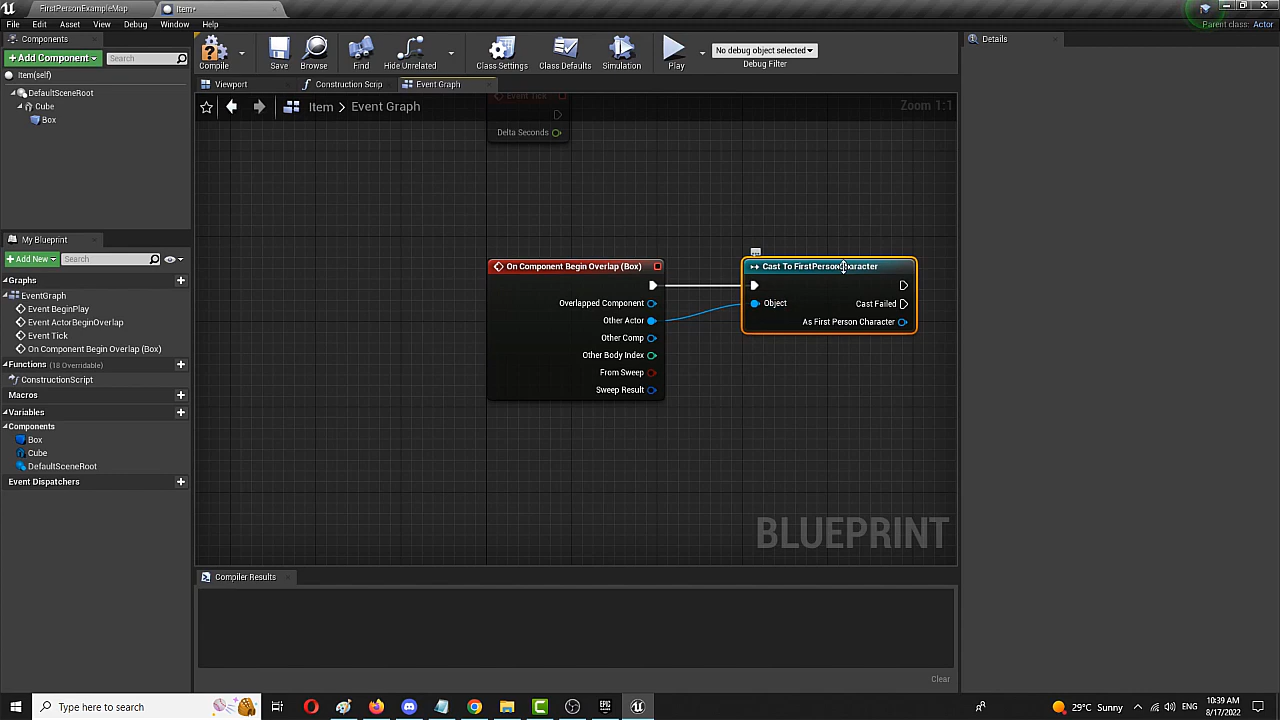 FirstPersonExampleMap
Item*
File Edit Asset View Debug Window Help
Parent class: Actor
Components
+ Add Component
Search
Item(self)
DefaultSceneRoot
Cube
Box
Compile
Save
Browse
Find
Hide Unrelated
Class Settings
Class Defaults
Simulation
Play
No debug object selected
Debug Filter
Details
Viewport
Construction Scrip
Event Graph
Item > Event Graph
Zoom 1:1
Event Tick
Delta Seconds
On Component Begin Overlap (Box)
Overlapped Component
Other Actor
Other Comp
Other Body Index
From Sweep
Sweep Result
Cast To FirstPersonCharacter
Object
Cast Failed
As First Person Character
BLUEPRINT
My Blueprint
+ Add New
Search
Graphs
EventGraph
Event BeginPlay
Event ActorBeginOverlap
Event Tick
On Component Begin Overlap (Box)
Functions (18 Overridable)
ConstructionScript
Macros
Variables
Components
Box
Cube
DefaultSceneRoot
Event Dispatchers
Compiler Results
Clear
Type here to search
29°C Sunny
10:39 AM
8/17/2022